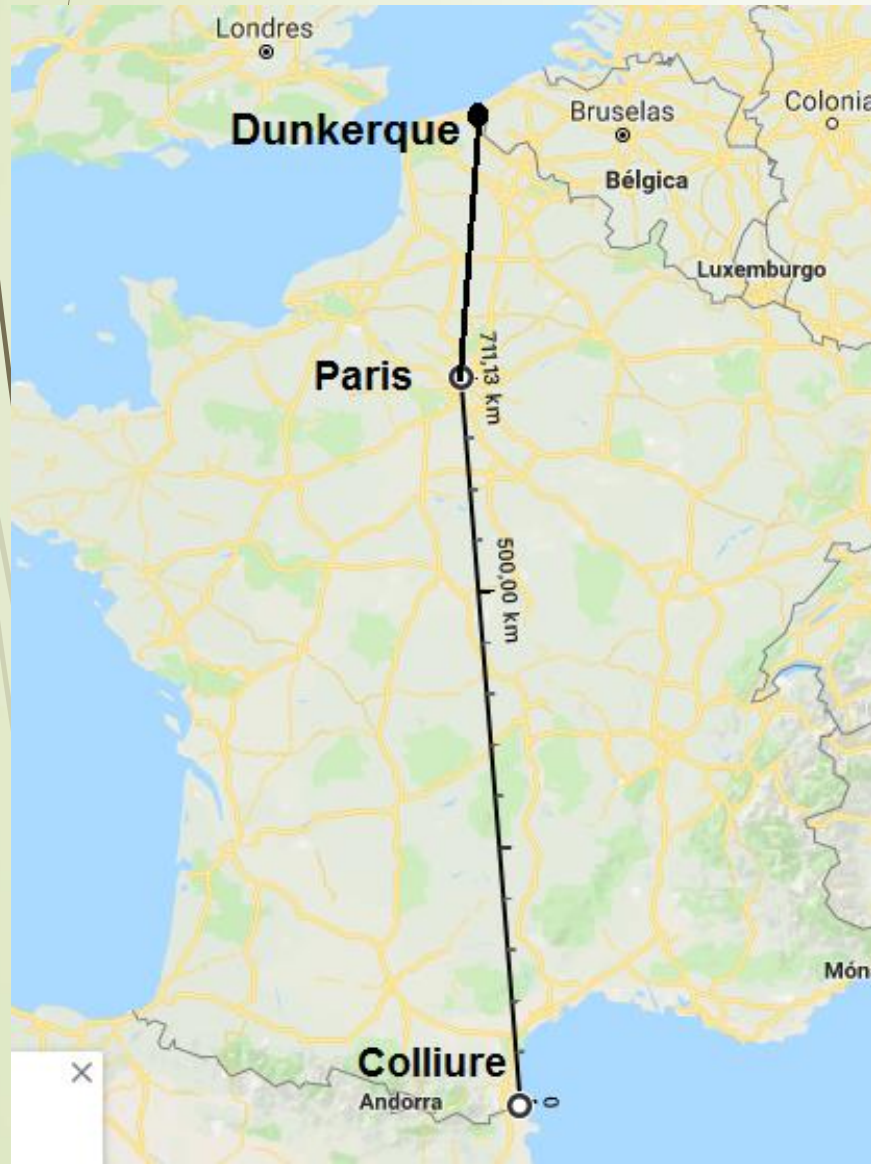 Londres
Dunkerque
Bruselas
Colonia
Bélgica
Luxemburgo
Paris
711,13 km
500,00 km
Món
Colliure
Andorra
0